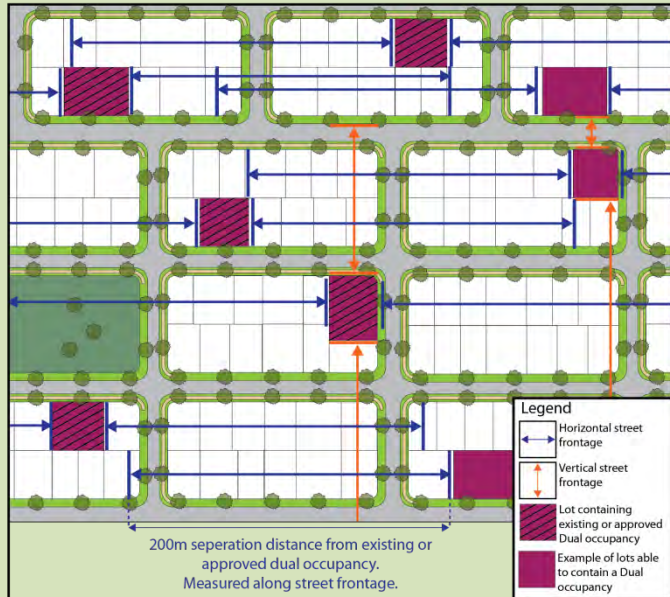 Legend
Horizontal street
frontage
Vertical street
frontage
Lot containing
existing or approved
Dual occupancy
Example of lots able
to contain a Dual
occupancy
200m seperation distance from existing or
approved dual occupancy.
Measured along street frontage.